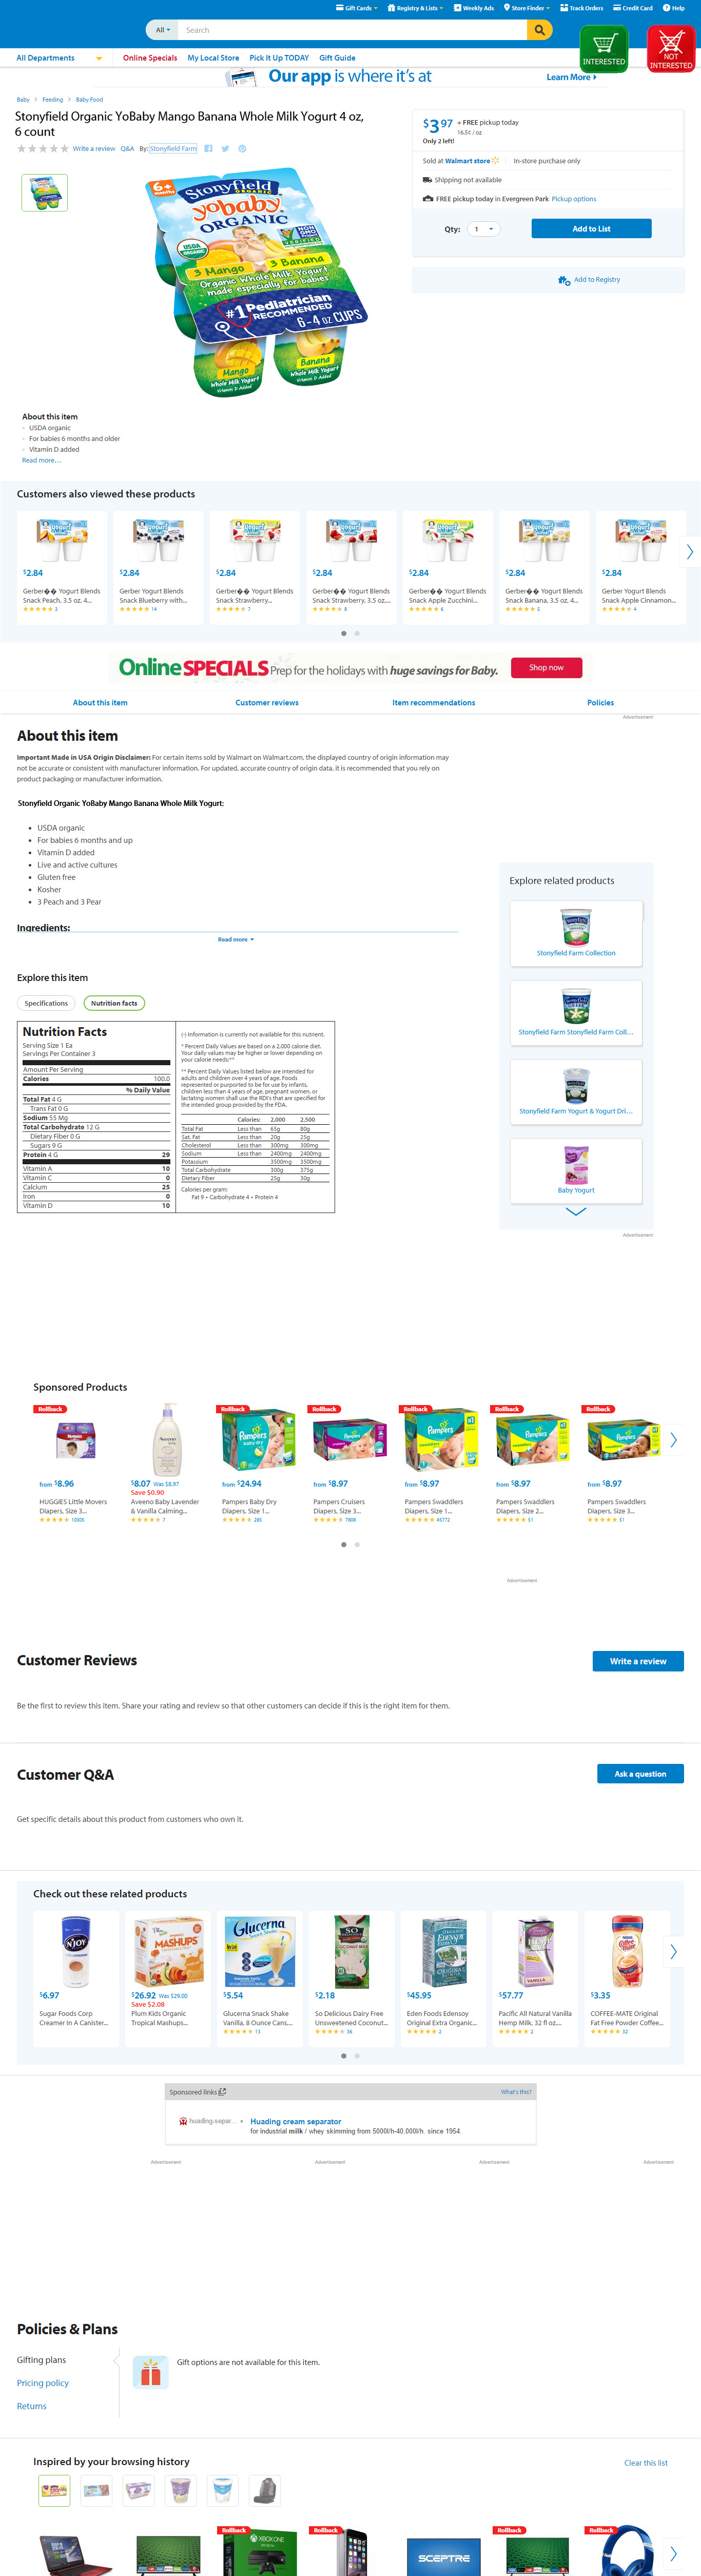 Gift Cards
Registry & Lists
Weekly Ads
Store Finder
Track Orders
Credit Card
Help
All
Search
All Departments
Online Specials
My Local Store
Pick It Up TODAY
Gift Guide
INTERESTED
NOT INTERESTED
Our app is where it's at
Learn More
Baby > Feeding > Baby Food
Stonyfield Organic YoBaby Mango Banana Whole Milk Yogurt 4 oz,
6 count
Write a review Q&A By: Stonyfield Farm
6+ months
Stonyfield
ORGANIC
yobaby
ORGANIC
USDA
ORGANIC
NON GMO
VERIFIED
3 Mango 3 Banana
Organic Whole Milk Yogurt
made especially for babies
#1 Pediatrician
RECOMMENDED
6-4 OZ CUPS
Mango
Whole Milk Yogurt
Vitamin D Added
Banana
Whole Milk Yogurt
Vitamin D Added
$3.97 + FREE pickup today
16.5¢ / oz
Only 2 left!
Sold at Walmart store
In-store purchase only
Shipping not available
FREE pickup today in Evergreen Park Pickup options
Qty: 1
Add to List
Add to Registry
About this item
USDA organic
For babies 6 months and older
Vitamin D added
Read more…
Customers also viewed these products
$2.84
Gerber�� Yogurt Blends
Snack Peach, 3.5 oz, 4...
3
$2.84
Gerber Yogurt Blends
Snack Blueberry with...
14
$2.84
Gerber�� Yogurt Blends
Snack Strawberry...
7
$2.84
Gerber�� Yogurt Blends
Snack Strawberry, 3.5 oz,...
8
$2.84
Gerber�� Yogurt Blends
Snack Apple Zucchini...
6
$2.84
Gerber�� Yogurt Blends
Snack Banana, 3.5 oz, 4...
5
$2.84
Gerber Yogurt Blends
Snack Apple Cinnamon...
4
Online SPECIALS Prep for the holidays with huge savings for Baby.
Shop now
About this item
Customer reviews
Item recommendations
Policies
Advertisement
About this item
Important Made in USA Origin Disclaimer: For certain items sold by Walmart on Walmart.com, the displayed country of origin information may
not be accurate or consistent with manufacturer information. For updated, accurate country of origin data, it is recommended that you rely on
product packaging or manufacturer information.
Stonyfield Organic YoBaby Mango Banana Whole Milk Yogurt:
USDA organic
For babies 6 months and up
Vitamin D added
Live and active cultures
Gluten free
Kosher
3 Peach and 3 Pear
Ingredients:
Read more
Explore related products
Stonyfield Farm Collection
Stonyfield Farm Stonyfield Farm Coll…
Stonyfield Farm Yogurt & Yogurt Dri…
Baby Yogurt
Advertisement
Explore this item
Specifications
Nutrition facts
Nutrition Facts
Serving Size 1 Ea
Servings Per Container 3
Amount Per Serving
Calories 100.0
% Daily Value
Total Fat 4 G
Trans Fat 0 G
Sodium 55 Mg
Total Carbohydrate 12 G
Dietary Fiber 0 G
Sugars 9 G
Protein 4 G 29
Vitamin A 10
Vitamin C 0
Calcium 25
Iron 0
Vitamin D 10
(-) Information is currently not available for this nutrient.
* Percent Daily Values are based on a 2,000 calorie diet.
Your daily values may be higher or lower depending on
your calorie needs:**
** Percent Daily Values listed below are intended for
adults and children over 4 years of age. Foods
represented or purported to be for use by infants,
children less than 4 years of age, pregnant women, or
lactating women shall use the RDI's that are specified for
the intended group provided by the FDA.
Calories: 2,000 2,500
Total Fat Less than 65g 80g
Sat. Fat Less than 20g 25g
Cholesterol Less than 300mg 300mg
Sodium Less than 2400mg 2400mg
Potassium 3500mg 3500mg
Total Carbohydrate 300g 375g
Dietary Fiber 25g 30g
Calories per gram:
Fat 9 • Carbohydrate 4 • Protein 4
Sponsored Products
Rollback
from $8.96
HUGGIES Little Movers
Diapers, Size 3...
10305
$8.07 Was $8.97
Save $0.90
Aveeno Baby Lavender
& Vanilla Calming...
7
Rollback
from $24.94
Pampers Baby Dry
Diapers, Size 1...
285
Rollback
from $8.97
Pampers Cruisers
Diapers, Size 3...
7808
Rollback
from $8.97
Pampers Swaddlers
Diapers, Size 1...
45772
Rollback
from $8.97
Pampers Swaddlers
Diapers, Size 2...
51
Rollback
from $8.97
Pampers Swaddlers
Diapers, Size 3...
51
Advertisement
Customer Reviews
Write a review
Be the first to review this item. Share your rating and review so that other customers can decide if this is the right item for them.
Customer Q&A
Ask a question
Get specific details about this product from customers who own it.
Check out these related products
$6.97
Sugar Foods Corp
Creamer In A Canister...
$26.92 Was $29.00
Save $2.08
Plum Kids Organic
Tropical Mashups...
$5.54
Glucerna Snack Shake
Vanilla, 8 Ounce Cans,...
13
$2.18
So Delicious Dairy Free
Unsweetened Coconut...
36
$45.95
Eden Foods Edensoy
Original Extra Organic...
2
$57.77
Pacific All Natural Vanilla
Hemp Milk, 32 fl oz,...
2
$3.35
COFFEE-MATE Original
Fat Free Powder Coffee...
32
Sponsored links
What's this?
huading-separ...
Huading cream separator
for industrial milk / whey skimming from 5000l/h-40.000l/h. since 1954.
Advertisement
Advertisement
Advertisement
Advertisement
Policies & Plans
Gifting plans
Pricing policy
Returns
Gift options are not available for this item.
Inspired by your browsing history
Clear this list
Rollback
Rollback
Rollback
Rollback
XBOX ONE
SCEPTRE